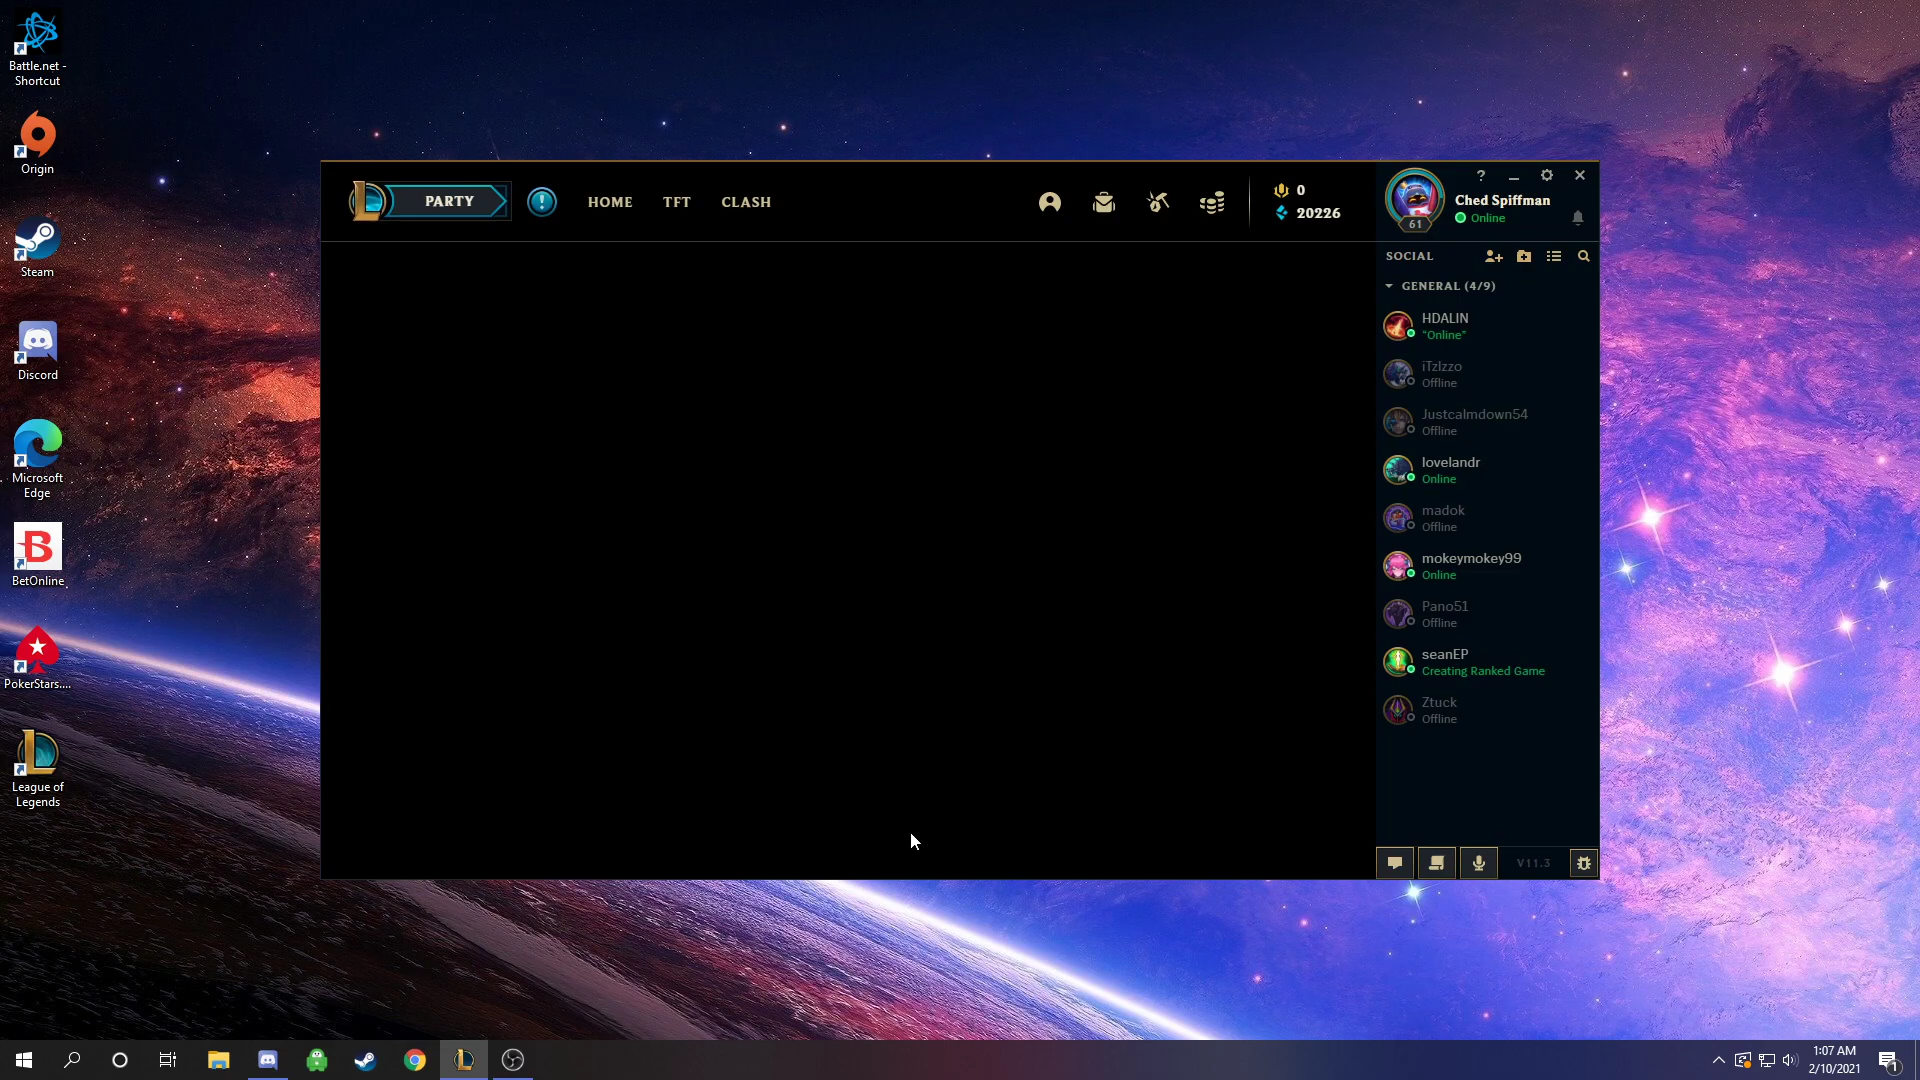 Battle.net -
Shortcut
Origin
Steam
Discord
Microsoft
Edge
BetOnline
PokerStars....
League of
Legends
PARTY
HOME
TFT
CLASH
0
20226
?
61
Ched Spiffman
Online
SOCIAL
GENERAL (4/9)
HDALIN
"Online"
iTzIzzo
Offline
Justcalmdown54
Offline
lovelandr
Online
madok
Offline
mokeymokey99
Online
Pano51
Offline
seanEP
Creating Ranked Game
Ztuck
Offline
V11.3
1:07 AM
2/10/2021
1